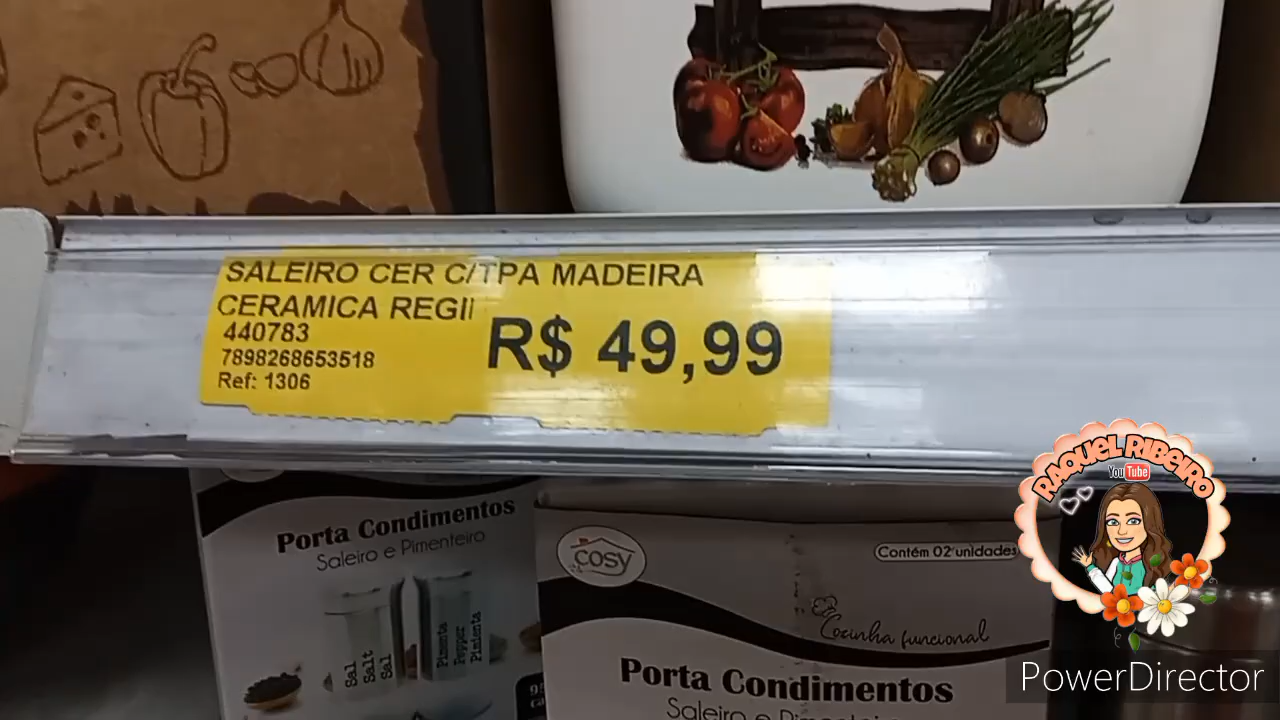 SALEIRO CER C/TPA MADEIRA
CERAMICA REGI
440783
R$ 49,99
7898268653518
Ref: 1306
RAQUEL RIBEIRO
YouTube
Porta Condimentos
Saleiro e Pimenteiro
Sal
Salt
Sal
Pimenta
Pepper
Pimienta
cosy
Contém 02 unidades
Cozinha funcional
Porta Condimentos
Saleiro e
PowerDirector